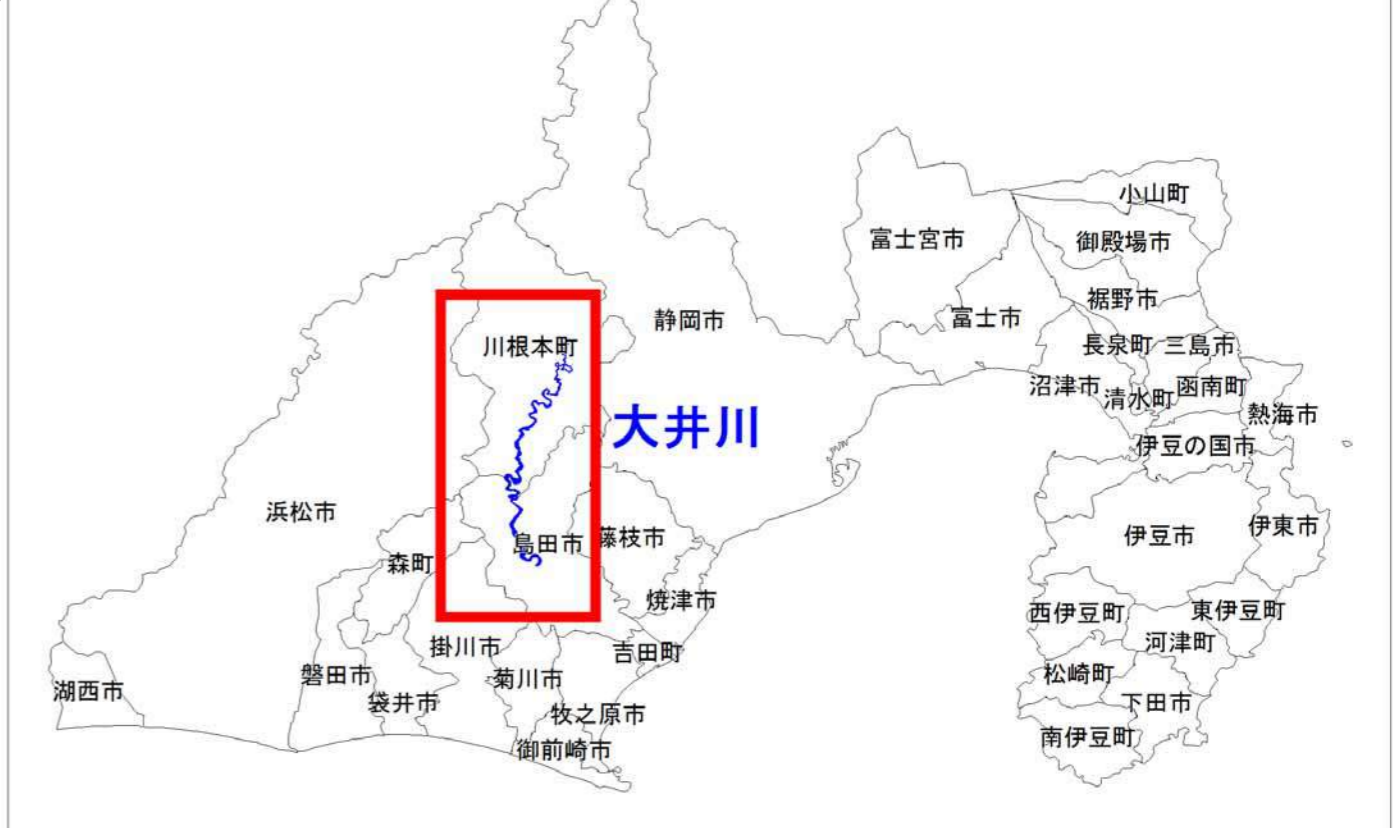 小山町
富士宮市
御殿場市
裾野市
静岡市
富士市
川根本町
長泉町
三島市
沼津市
清水町
函南町
熱海市
大井川
伊豆の国市
浜松市
伊東市
伊豆市
島田市
藤枝市
森町
焼津市
西伊豆町
東伊豆町
掛川市
河津町
吉田町
磐田市
菊川市
松崎町
湖西市
袋井市
下田市
牧之原市
南伊豆町
御前崎市